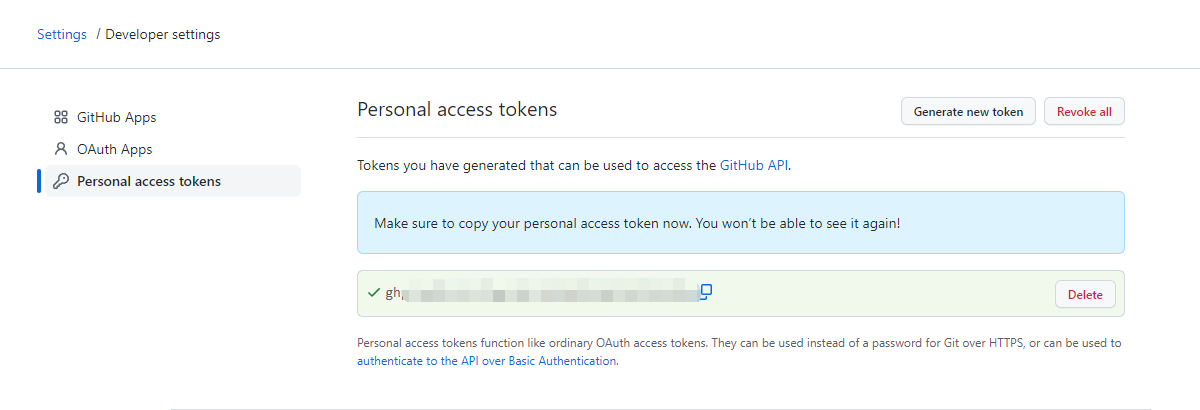 Settings / Developer settings
GitHub Apps
OAuth Apps
Personal access tokens
Personal access tokens
Generate new token
Revoke all
Tokens you have generated that can be used to access the GitHub API.
Make sure to copy your personal access token now. You won’t be able to see it again!
Delete
Personal access tokens function like ordinary OAuth access tokens. They can be used instead of a password for Git over HTTPS, or can be used to
authenticate to the API over Basic Authentication.